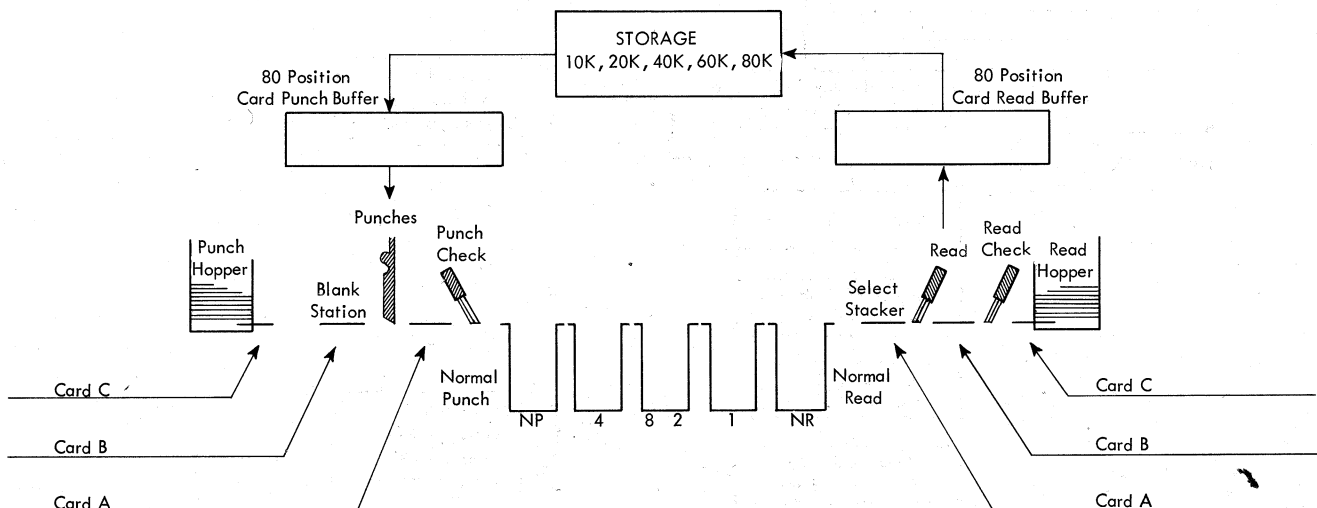 STORAGE
10K, 20K, 40K, 60K, 80K
80 Position
Card Punch Buffer
80 Position
Card Read Buffer
Punches
Punch
Hopper
Blank
Station
Punch
Check
Select
Stacker
Read
Read
Check
Read
Hopper
Normal
Punch
NP
4
8 2
1
NR
Normal
Read
Card C
Card B
Card A
Card C
Card B
Card A